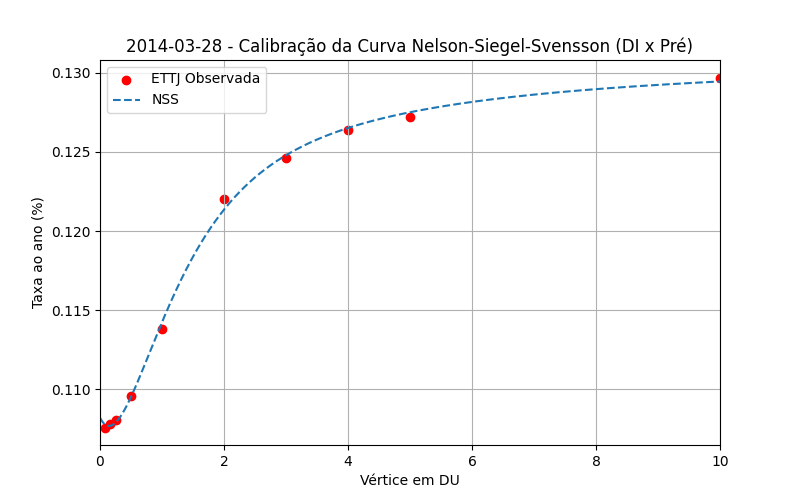 2014-03-28 - Calibração da Curva Nelson-Siegel-Svensson (DI x Pré)
ETTJ Observada
NSS
Taxa ao ano (%)
0.130
0.125
0.120
0.115
0.110
0 2 4 6 8 10
Vértice em DU